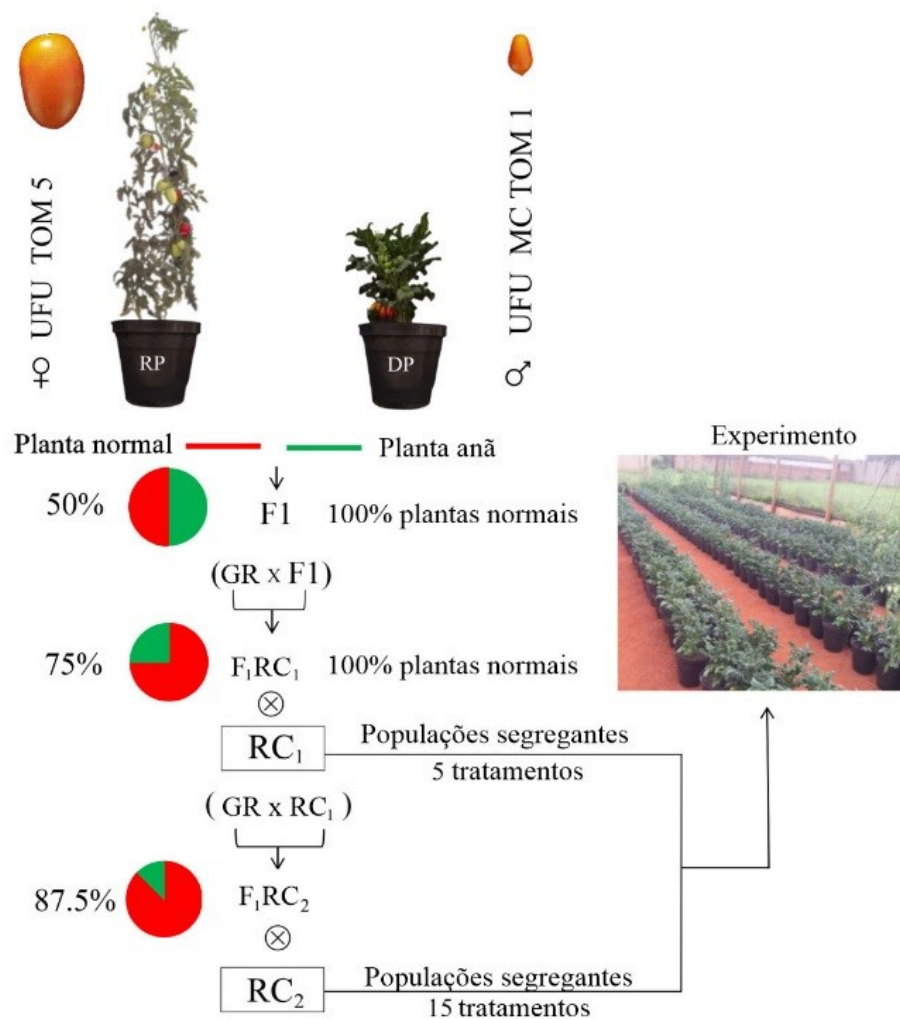 ♀ UFU TOM 5
RP
DP
♂ UFU MC TOM 1
Planta normal
Planta anã
Experimento
50%
F1
100% plantas normais
(GR x F1)
75%
F₁RC₁
100% plantas normais
⊗
RC₁
Populações segregantes
5 tratamentos
(GR x RC₁)
87.5%
F₁RC₂
⊗
RC₂
Populações segregantes
15 tratamentos